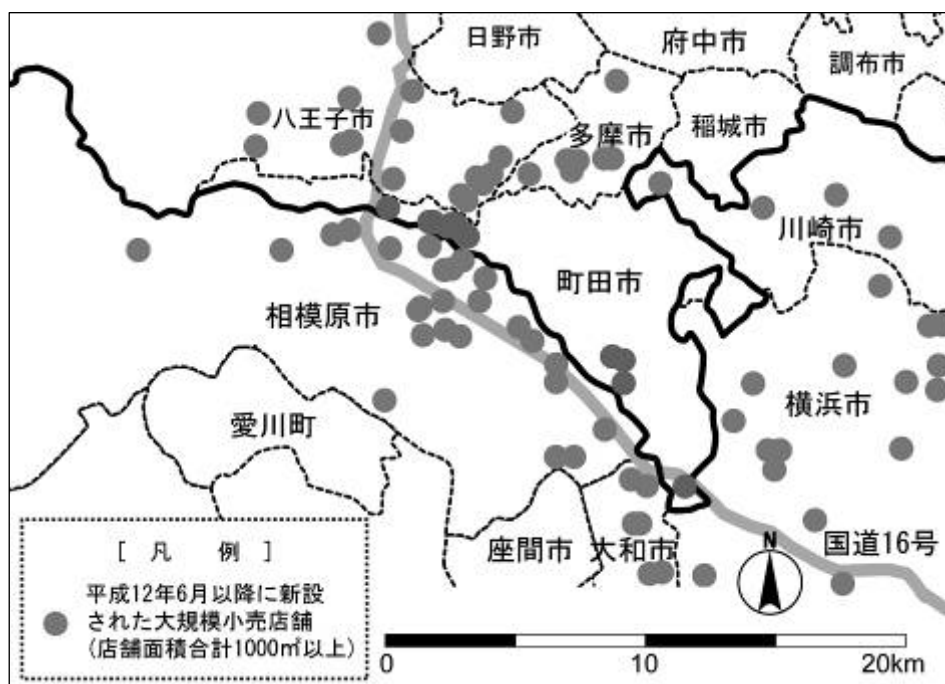 日野市
府中市
調布市
八王子市
多摩市
稲城市
川崎市
町田市
相模原市
横浜市
愛川町
座間市
大和市
国道16号
N
[ 凡 例 ]
平成12年6月以降に新設
された大規模小売店舗
(店舗面積合計1000㎡以上)
0
10
20km